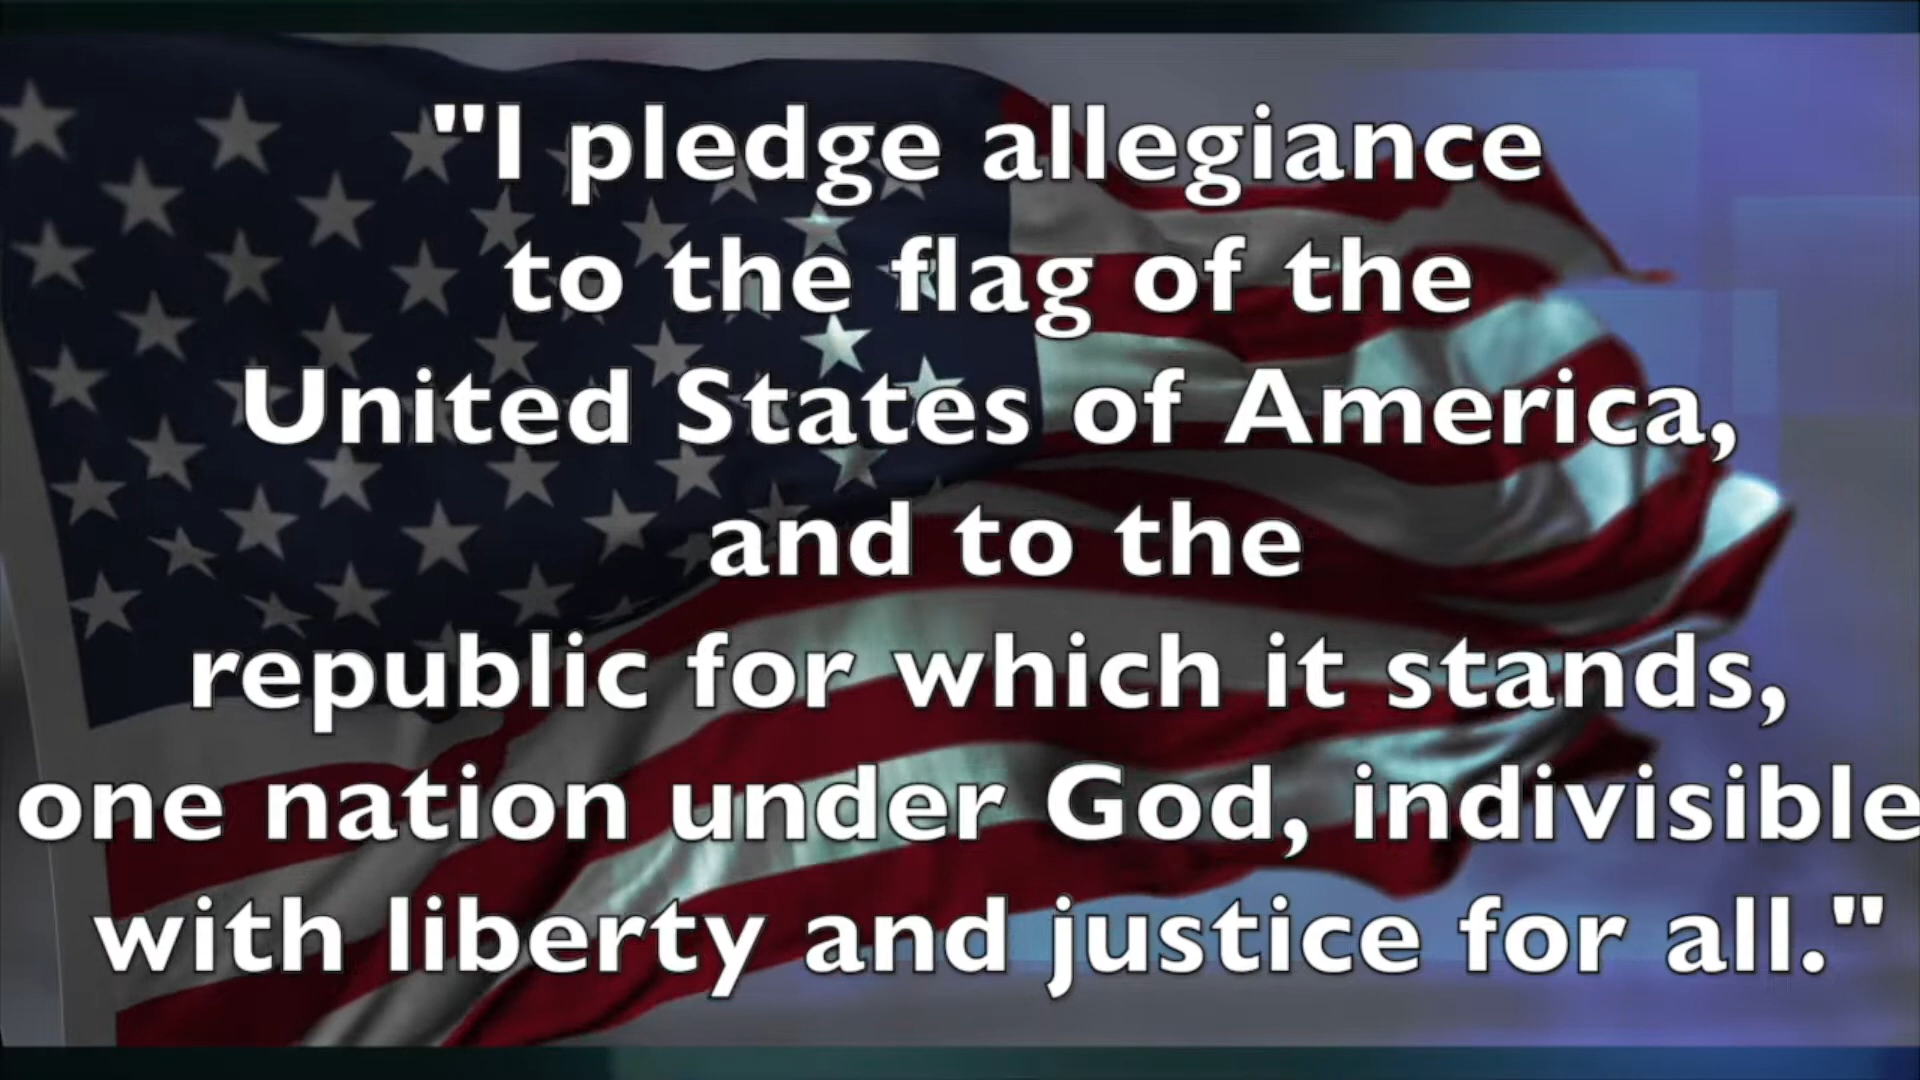 "I pledge allegiance
to the flag of the
United States of America,
and to the
republic for which it stands,
one nation under God, indivisible
with liberty and justice for all."